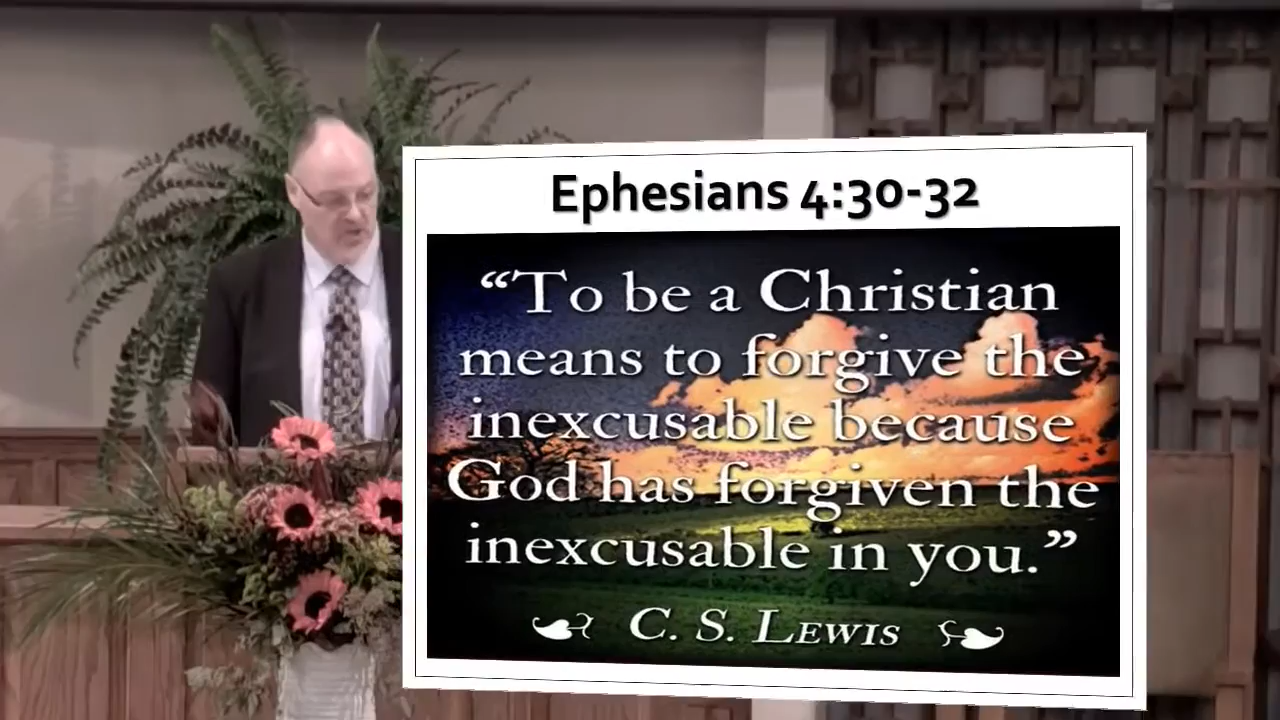 Ephesians 4:30-32
“To be a Christian
means to forgive the
inexcusable because
God has forgiven the
inexcusable in you.”
C. S. Lewis